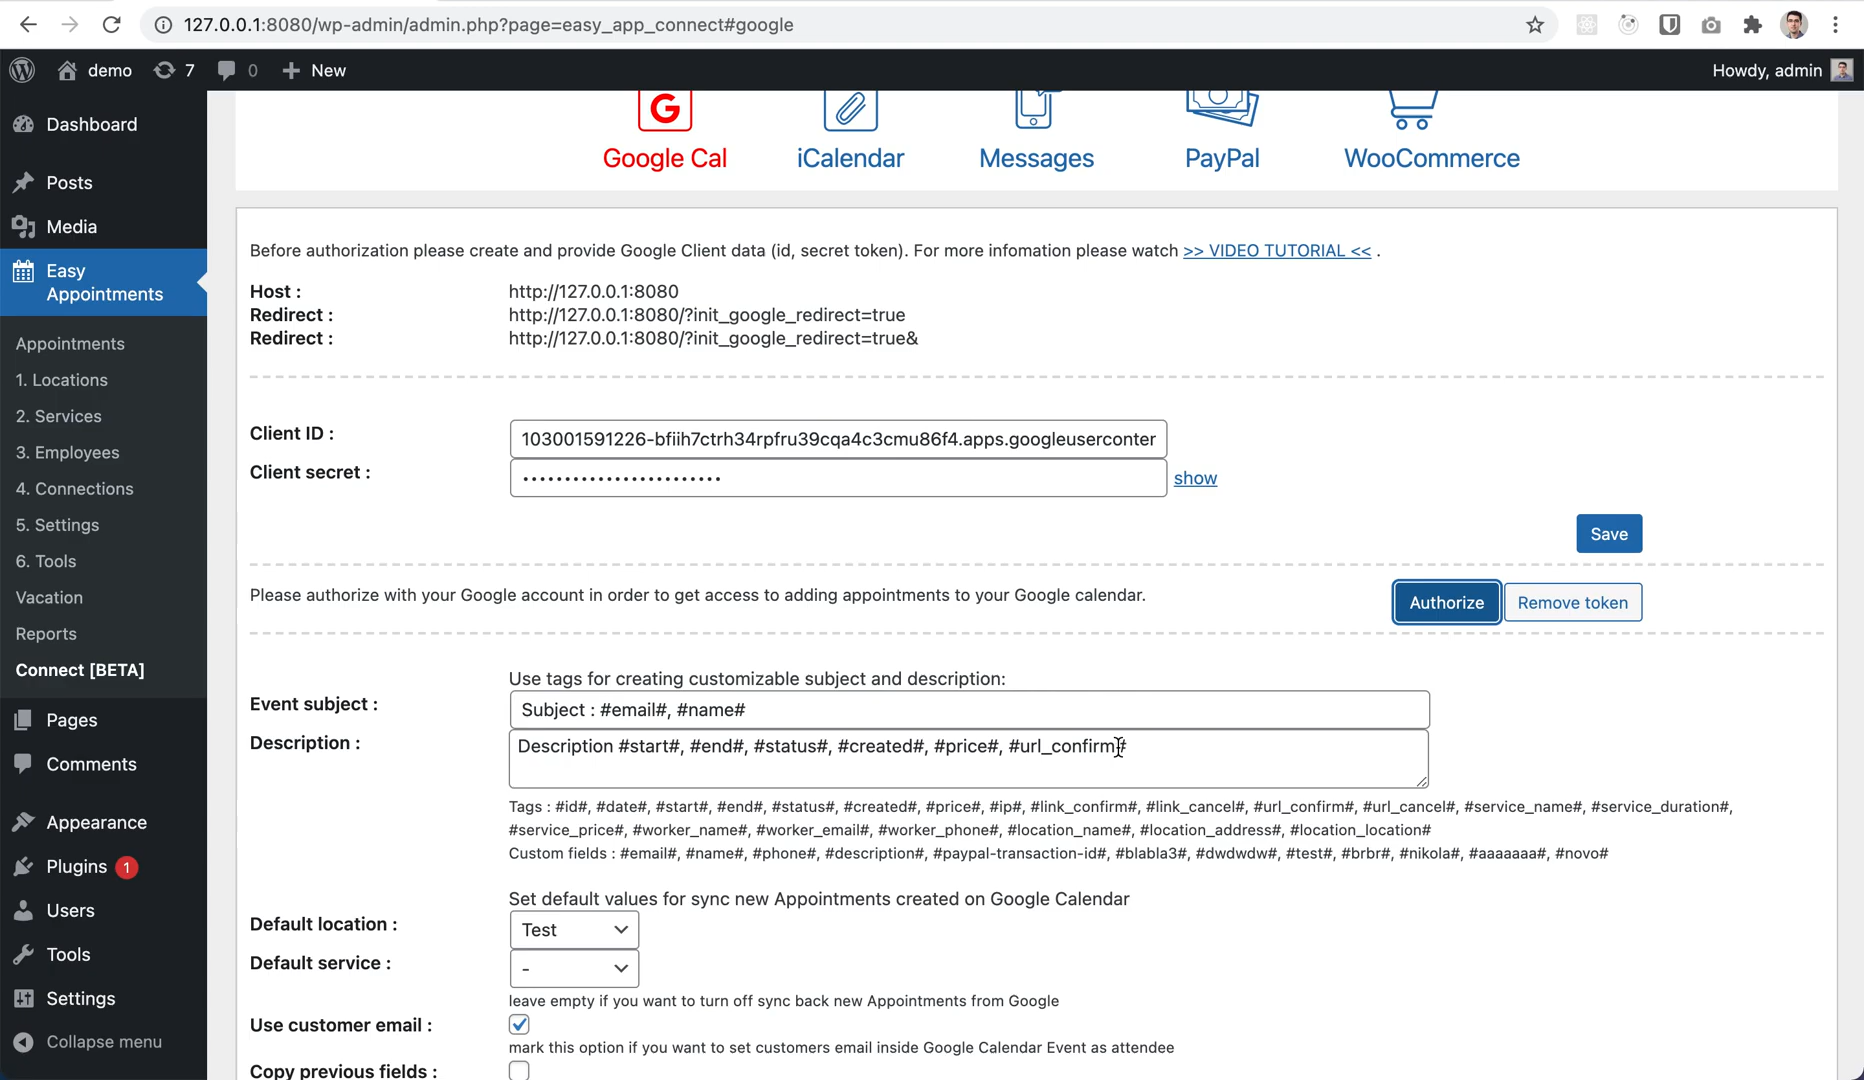 127.0.0.1:8080/wp-admin/admin.php?page=easy_app_connect#google
demo 7 0 New Howdy, admin
Dashboard
Posts
Media
Easy
Appointments
Appointments
1. Locations
2. Services
3. Employees
4. Connections
5. Settings
6. Tools
Vacation
Reports
Connect [BETA]
Pages
Comments
Appearance
Plugins 1
Users
Tools
Settings
Collapse menu
G
Google Cal iCalendar Messages PayPal WooCommerce
Before authorization please create and provide Google Client data (id, secret token). For more infomation please watch >> VIDEO TUTORIAL << .
Host : http://127.0.0.1:8080
Redirect : http://127.0.0.1:8080/?init_google_redirect=true
Redirect : http://127.0.0.1:8080/?init_google_redirect=true&
Client ID : 103001591226-bfiih7ctrh34rpfru39cqa4c3cmu86f4.apps.googleuserconter
Client secret : •••••••••••••••••••••••• show
Save
Please authorize with your Google account in order to get access to adding appointments to your Google calendar. Authorize Remove token
Use tags for creating customizable subject and description:
Event subject : Subject : #email#, #name#
Description : Description #start#, #end#, #status#, #created#, #price#, #url_confirm#
Tags : #id#, #date#, #start#, #end#, #status#, #created#, #price#, #ip#, #link_confirm#, #link_cancel#, #url_confirm#, #url_cancel#, #service_name#, #service_duration#,
#service_price#, #worker_name#, #worker_email#, #worker_phone#, #location_name#, #location_address#, #location_location#
Custom fields : #email#, #name#, #phone#, #description#, #paypal-transaction-id#, #blabla3#, #dwdwdw#, #test#, #brbr#, #nikola#, #aaaaaaa#, #novo#
Set default values for sync new Appointments created on Google Calendar
Default location : Test
Default service : -
leave empty if you want to turn off sync back new Appointments from Google
Use customer email :
mark this option if you want to set customers email inside Google Calendar Event as attendee
Copy previous fields :